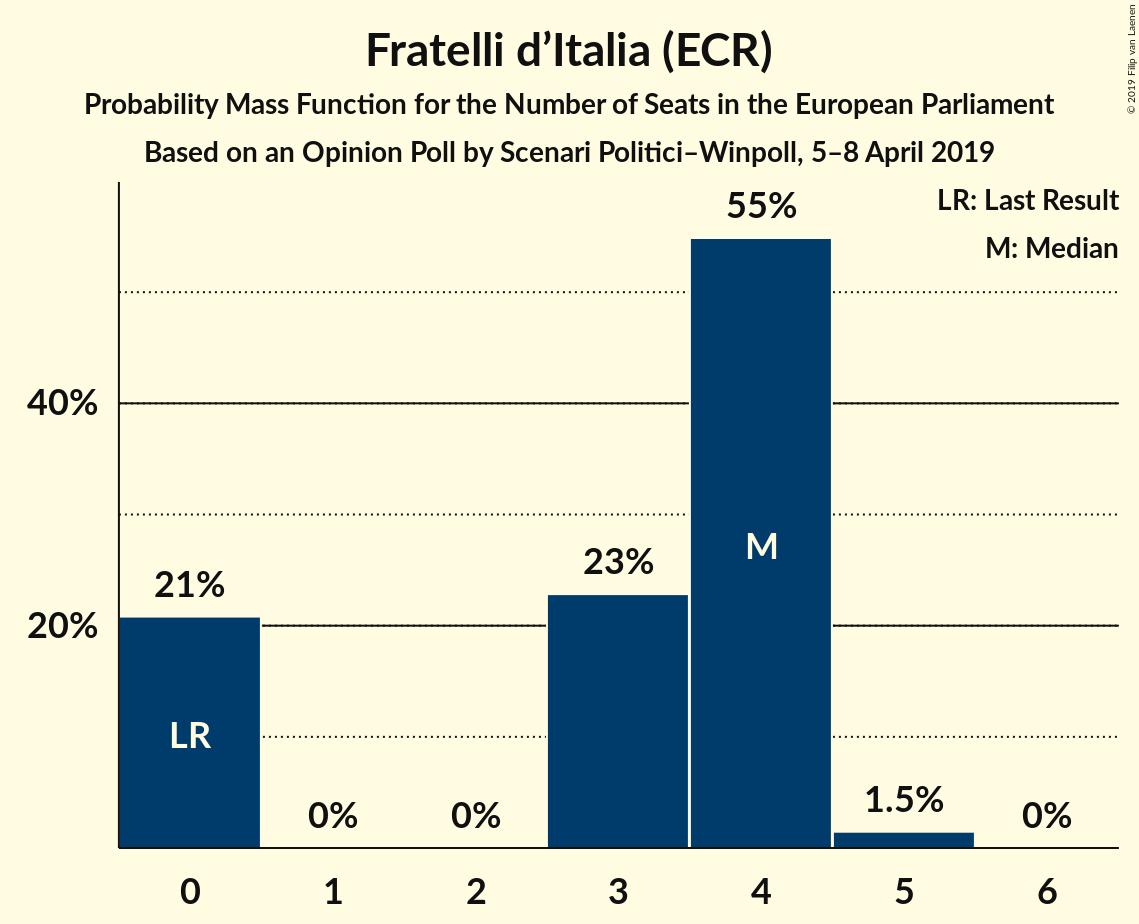 Fratelli d’Italia (ECR)
Probability Mass Function for the Number of Seats in the European Parliament
Based on an Opinion Poll by Scenari Politici–Winpoll, 5–8 April 2019
© 2019 Filip van Laenen
LR: Last Result
M: Median
55%
40%
M
23%
21%
20%
LR
1.5%
0%
0%
0%
0
1
2
3
4
5
6